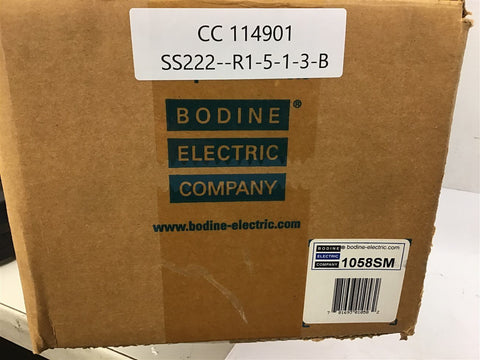 CC 114901
SS222--R1-5-1-3-B
BODINE ®
ELECTRIC
COMPANY
www.bodine-electric.com
BODINE ® bodine-electric.com
ELECTRIC
COMPANY 1058SM